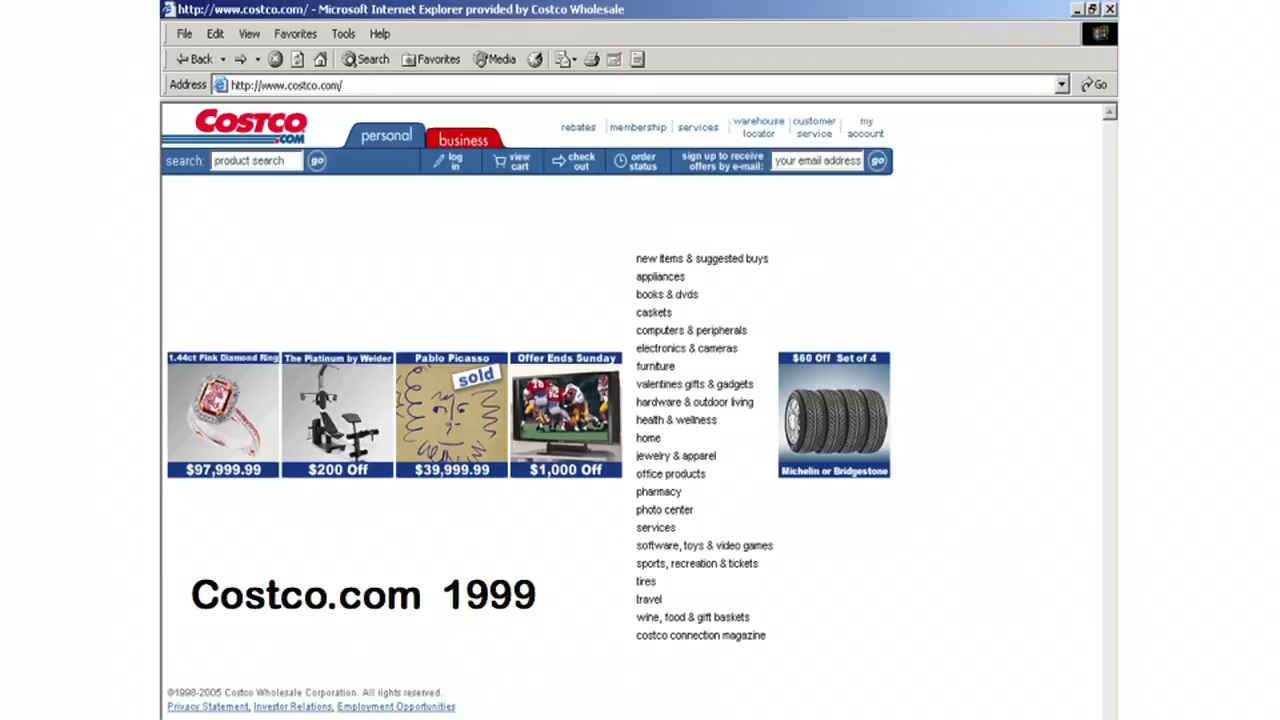 http://www.costco.com/ - Microsoft Internet Explorer provided by Costco Wholesale
File Edit View Favorites Tools Help
Back Search Favorites Media
Address http://www.costco.com/ Go
COSTCO
.COM
personal business
rebates membership services warehouse locator customer service my account
search: product search go log in view cart check out order status sign up to receive offers by e-mail: your email address go
new items & suggested buys
appliances
books & dvds
caskets
computers & peripherals
electronics & cameras
furniture
valentines gifts & gadgets
hardware & outdoor living
health & wellness
home
jewelry & apparel
office products
pharmacy
photo center
services
software, toys & video games
sports, recreation & tickets
tires
travel
wine, food & gift baskets
costco connection magazine
1.44ct Pink Diamond Ring
$97,999.99
The Platinum by Weider
$200 Off
Pablo Picasso
sold
$39,999.99
Offer Ends Sunday
$1,000 Off
$60 Off Set of 4
Michelin or Bridgestone
Costco.com 1999
©1998-2005 Costco Wholesale Corporation. All rights reserved.
Privacy Statement, Investor Relations, Employment Opportunities